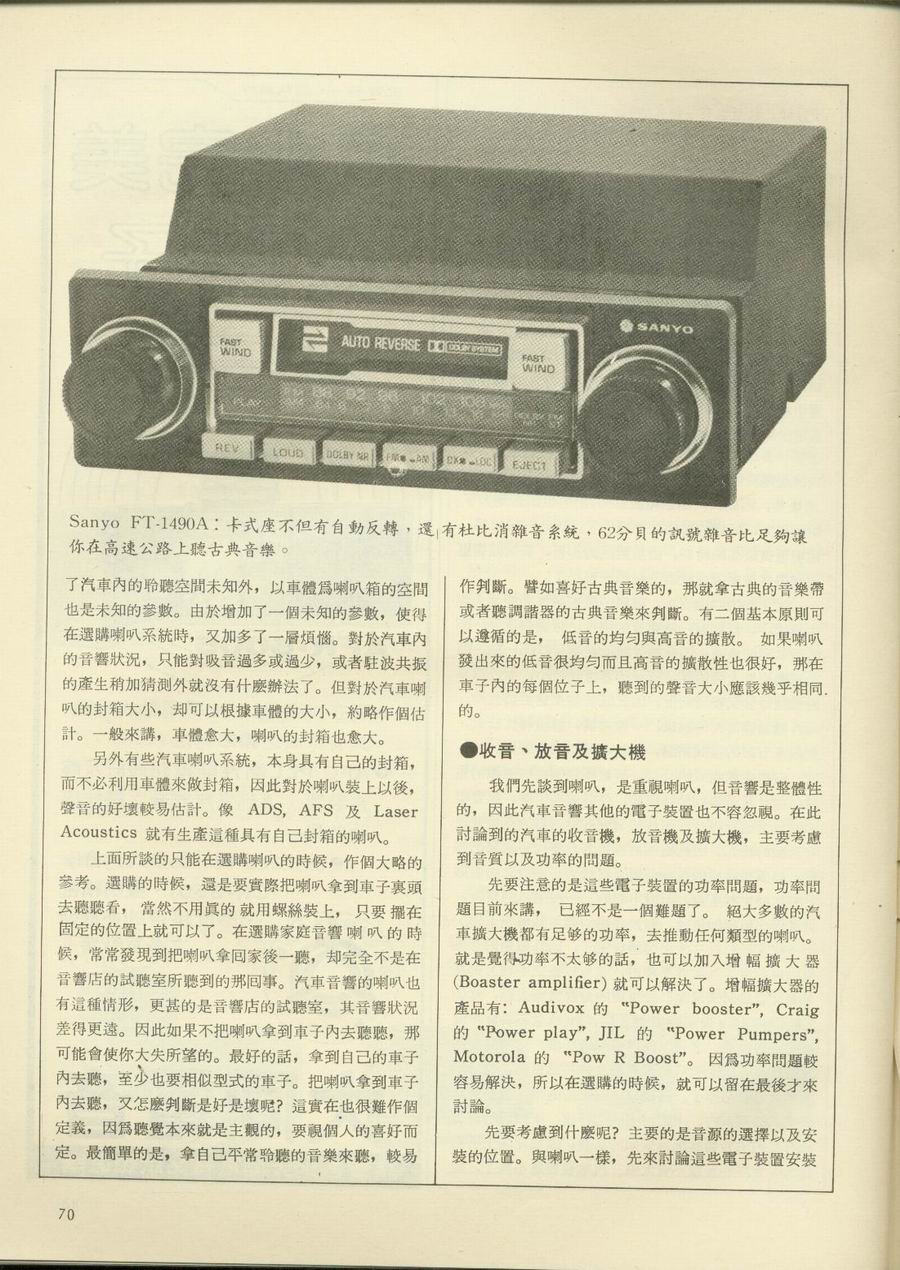 SANYO
FAST
WIND
AUTO REVERSE
DOLBY SYSTEM
FAST
WIND
PLAY
REV
LOUD
DOLBY NR
FM AM
DX LOC
EJECT
Sanyo FT-1490A：卡式座不但有自動反轉，還有杜比消雜音系統，62分貝的訊號雜音比足夠讓
你在高速公路上聽古典音樂。
了汽車內的聆聽空間未知外，以車體爲喇叭箱的空間
也是未知的參數。由於增加了一個未知的參數，使得
在選購喇叭系統時，又加多了一層煩惱。對於汽車內
的音響狀況，只能對吸音過多或過少，或者駐波共振
的產生稍加猜測外就沒有什麼辦法了。但對於汽車喇
叭的封箱大小，却可以根據車體的大小，約略作個估
計。一般來講，車體愈大，喇叭的封箱也愈大。
另外有些汽車喇叭系統，本身具有自己的封箱，
而不必利用車體來做封箱，因此對於喇叭裝上以後，
聲音的好壞較易估計。像 ADS, AFS 及 Laser
Acoustics 就有生產這種具有自己封箱的喇叭。
上面所談的只能在選購喇叭的時候，作個大略的
參考。選購的時候，還是要實際把喇叭拿到車子裏頭
去聽聽看，當然不用眞的就用螺絲裝上，只要擺在
固定的位置上就可以了。在選購家庭音響喇叭的時
候，常常發現到把喇叭拿回家後一聽，却完全不是在
音響店的試聽室所聽到的那回事。汽車音響的喇叭也
有這種情形，更甚的是音響店的試聽室，其音響狀況
差得更遠。因此如果不把喇叭拿到車子內去聽聽，那
可能會使你大失所望的。最好的話，拿到自己的車子
內去聽，至少也要相似型式的車子。把喇叭拿到車子
內去聽，又怎麼判斷是好是壞呢？這實在也很難作個
定義，因爲聽覺本來就是主觀的，要視個人的喜好而
定。最簡單的是，拿自己平常聆聽的音樂來聽，較易
作判斷。譬如喜好古典音樂的，那就拿古典的音樂帶
或者聽調諧器的古典音樂來判斷。有二個基本原則可
以遵循的是，低音的均勻與高音的擴散。如果喇叭
發出來的低音很均勻而且高音的擴散性也很好，那在
車子內的每個位子上，聽到的聲音大小應該幾乎相同
的。
●收音、放音及擴大機
我們先談到喇叭，是重視喇叭，但音響是整體性
的，因此汽車音響其他的電子裝置也不容忽視。在此
討論到的汽車的收音機，放音機及擴大機，主要考慮
到音質以及功率的問題。
先要注意的是這些電子裝置的功率問題，功率問
題目前來講，已經不是一個難題了。絕大多數的汽
車擴大機都有足够的功率，去推動任何類型的喇叭。
就是覺得功率不太够的話，也可以加入增幅擴大器
(Boaster amplifier) 就可以解決了。增幅擴大器的
產品有: Audivox 的 “Power booster”, Craig
的 “Power play”, JIL 的 “Power Pumpers”,
Motorola 的 “Pow R Boost”。因爲功率問題較
容易解決，所以在選購的時候，就可以留在最後才來
討論。
先要考慮到什麼呢？主要的是音源的選擇以及安
裝的位置。與喇叭一樣，先來討論這些電子裝置安裝
70